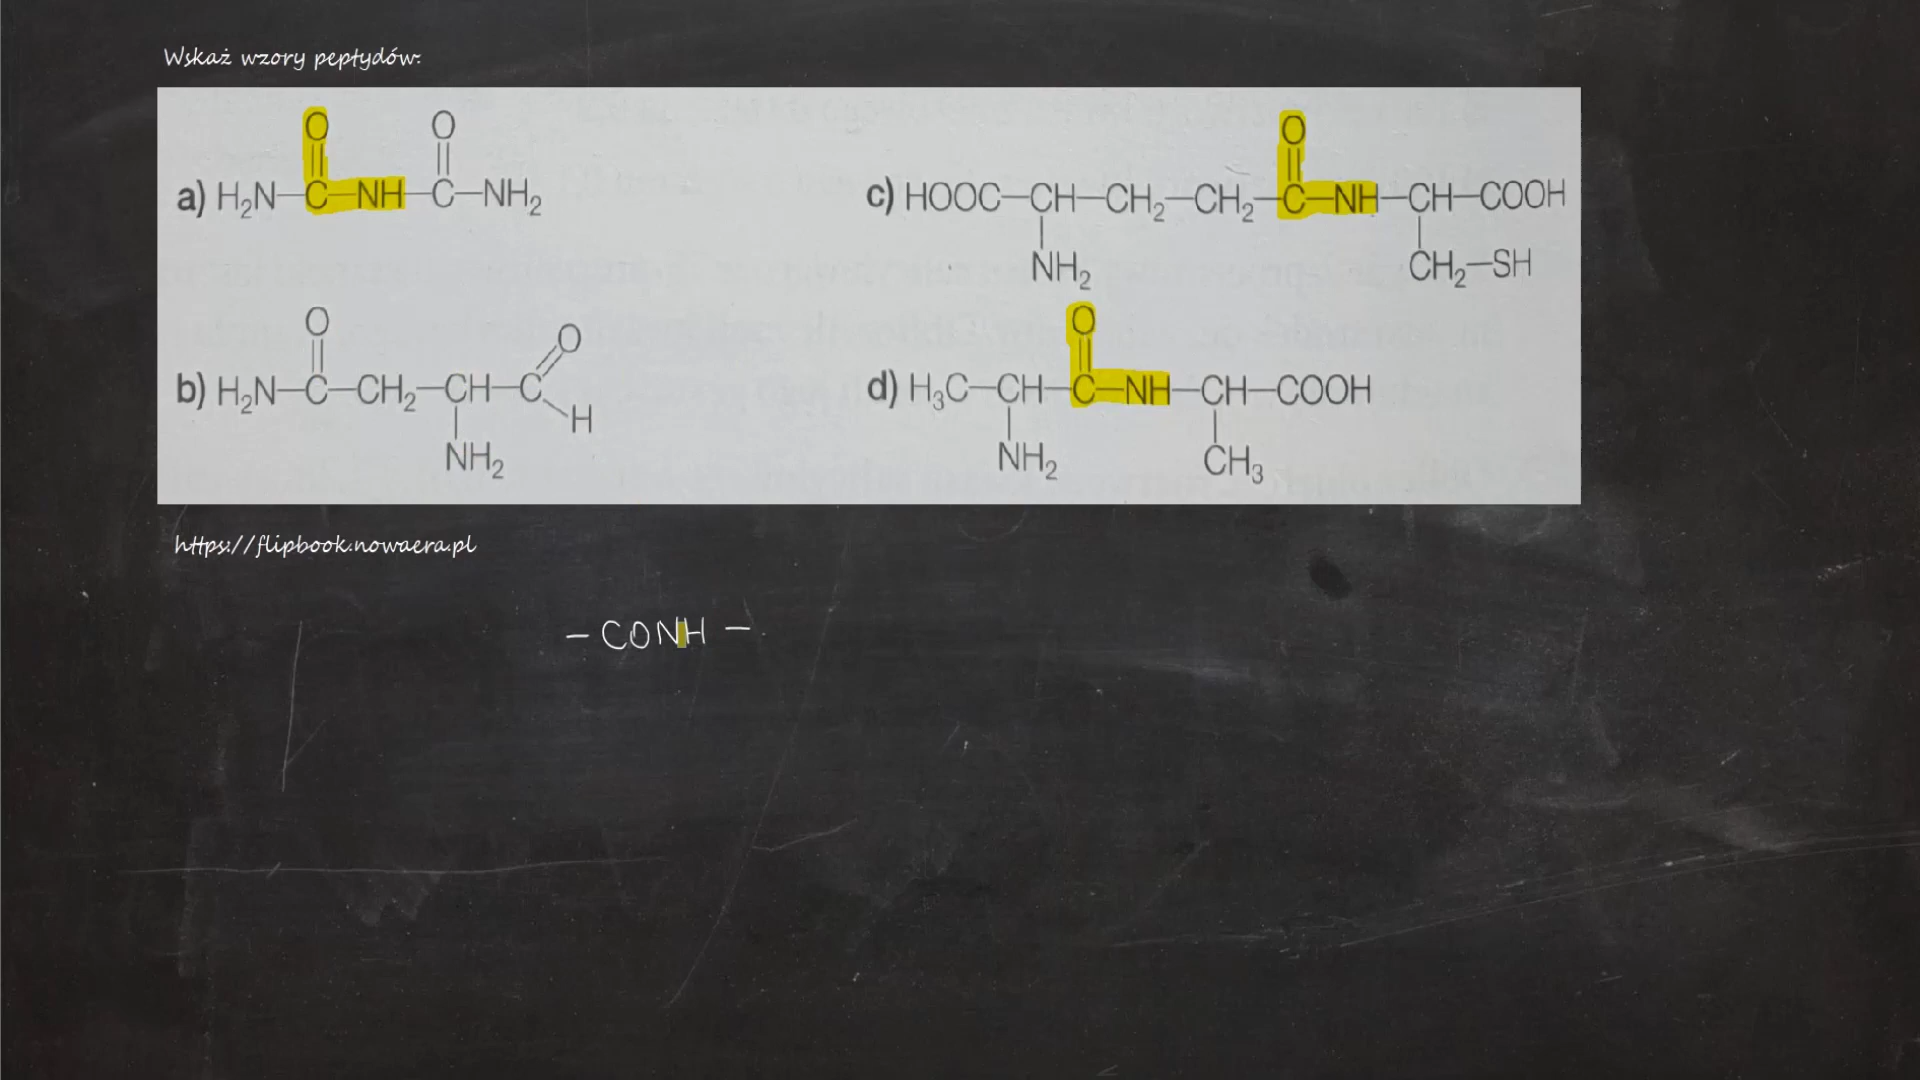 Wskaż wzory peptydów:
O O
a) H₂N–C–NH–C–NH₂
O
c) HOOC–CH–CH₂–CH₂–C–NH–CH–COOH
NH₂ CH₂–SH
O O
b) H₂N–C–CH₂–CH–C
H
NH₂
O
d) H₃C–CH–C–NH–CH–COOH
NH₂ CH₃
https://flipbook.nowaera.pl
– CONH –